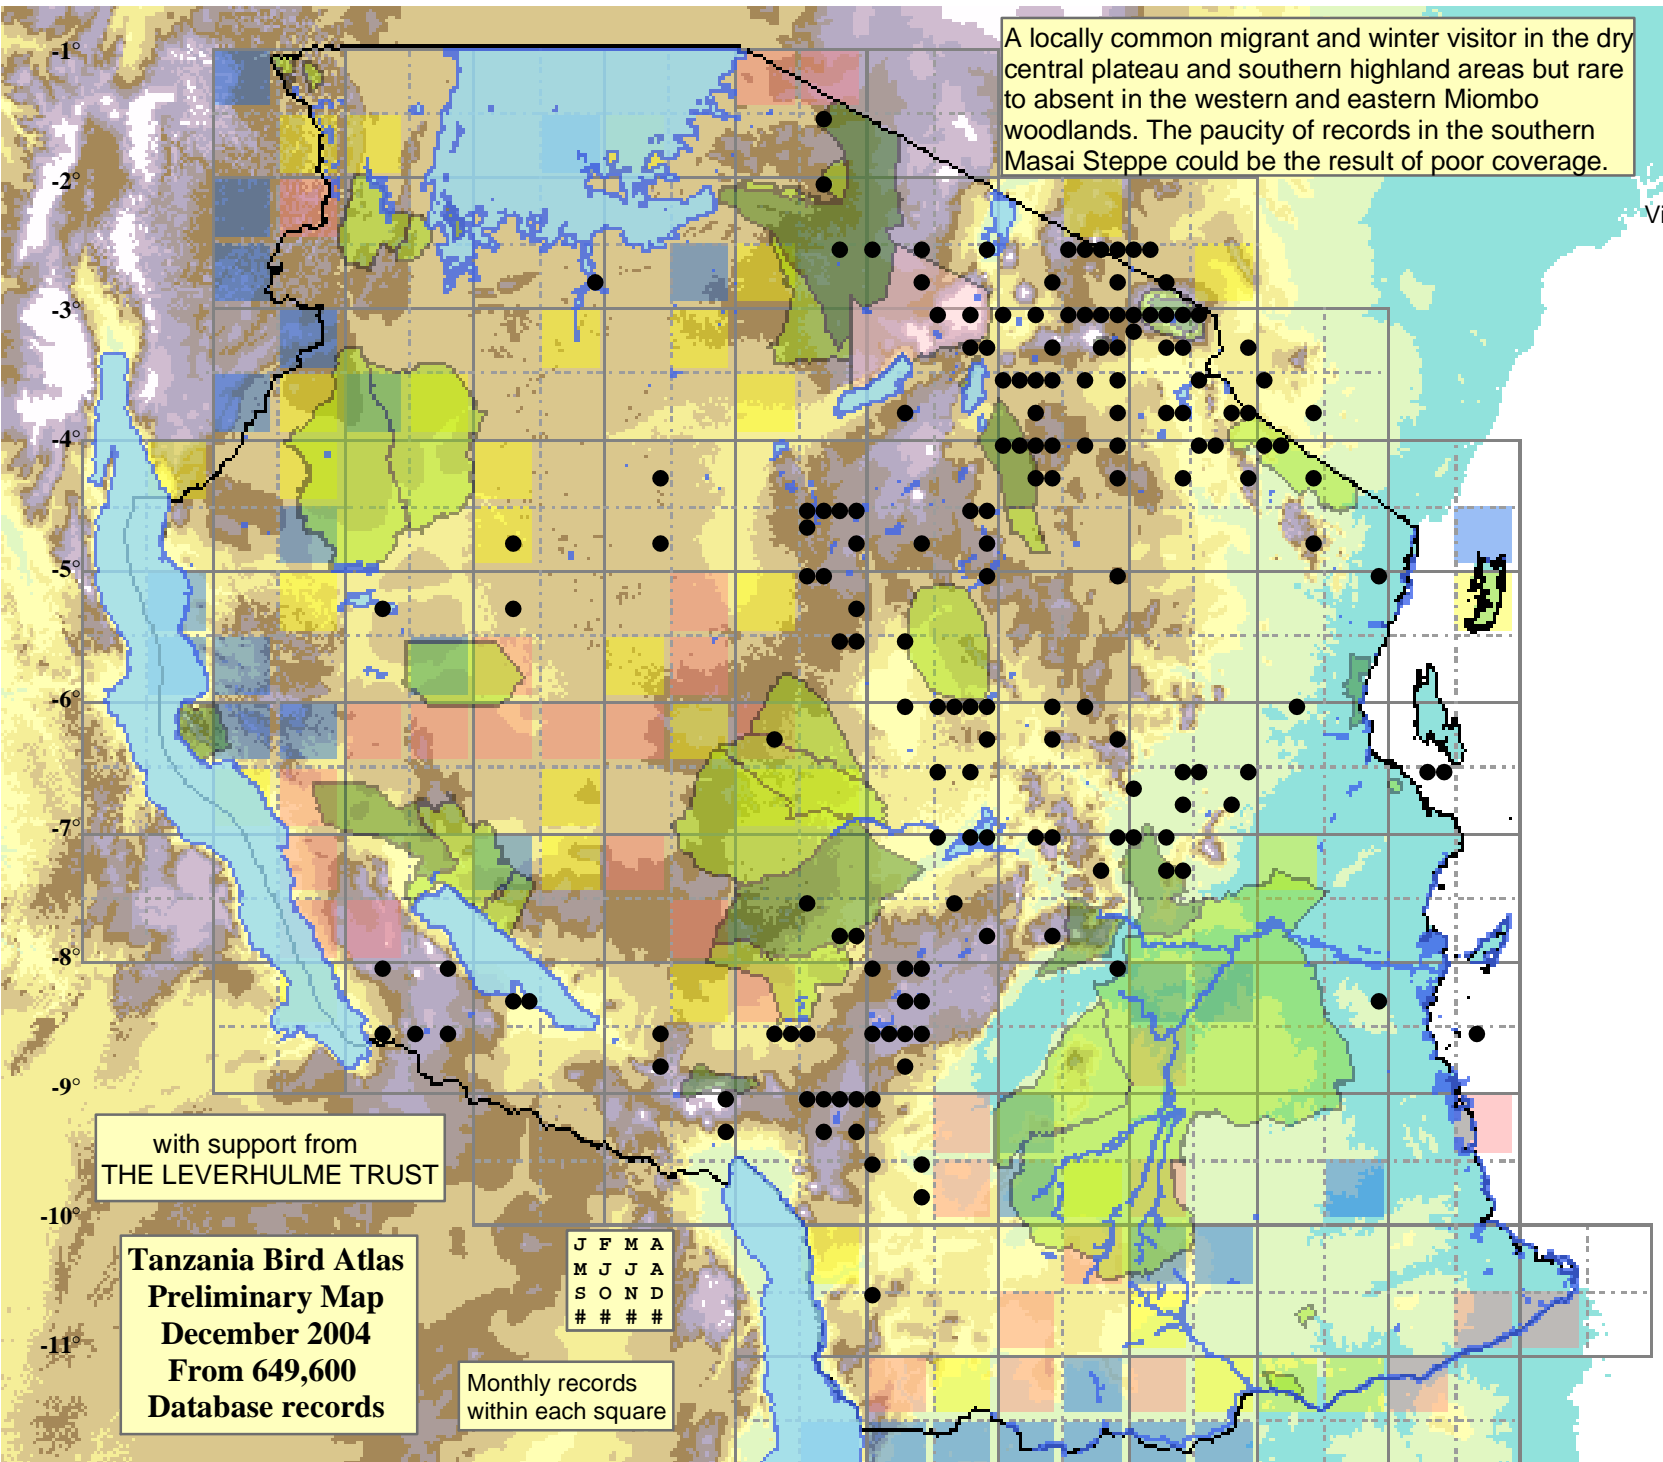 A locally common migrant and winter visitor in the dry
central plateau and southern highland areas but rare
to absent in the western and eastern Miombo
woodlands. The paucity of records in the southern
Masai Steppe could be the result of poor coverage.
Vi
-1°
-2°
-3°
-4°
-5°
-6°
-7°
-8°
-9°
-10°
-11°
with support from
THE LEVERHULME TRUST
Tanzania Bird Atlas
Preliminary Map
December 2004
From 649,600
Database records
J F M A
M J J A
S O N D
# # # #
Monthly records
within each square